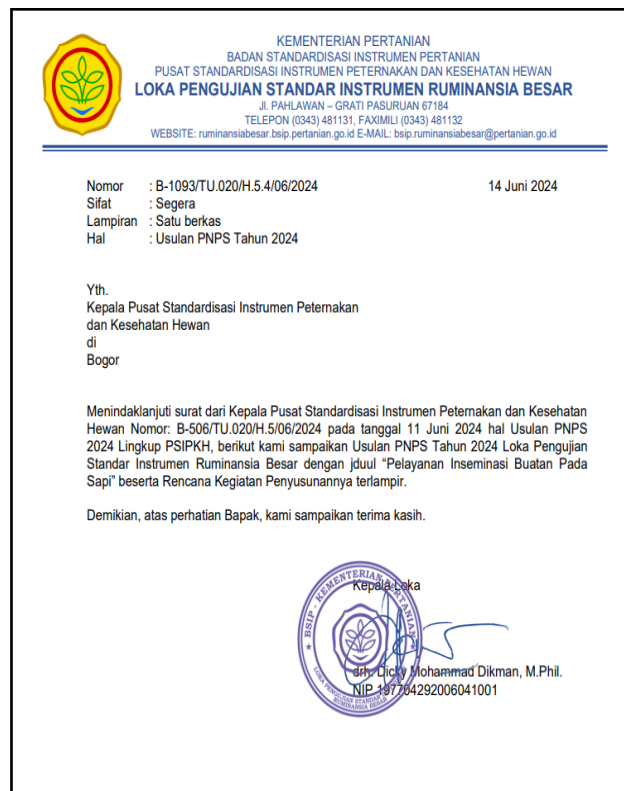 KEMENTERIAN PERTANIAN
BADAN STANDARDISASI INSTRUMEN PERTANIAN
PUSAT STANDARDISASI INSTRUMEN PETERNAKAN DAN KESEHATAN HEWAN
LOKA PENGUJIAN STANDAR INSTRUMEN RUMINANSIA BESAR
Jl. PAHLAWAN – GRATI PASURUAN 67184
TELEPON (0343) 481131, FAXIMILI (0343) 481132
WEBSITE: ruminansiabesar.bsip.pertanian.go.id E-MAIL: bsip.ruminansiabesar@pertanian.go.id
Nomor : B-1093/TU.020/H.5.4/06/2024 14 Juni 2024
Sifat : Segera
Lampiran : Satu berkas
Hal : Usulan PNPS Tahun 2024
Yth.
Kepala Pusat Standardisasi Instrumen Peternakan
dan Kesehatan Hewan
di
Bogor
Menindaklanjuti surat dari Kepala Pusat Standardisasi Instrumen Peternakan dan Kesehatan
Hewan Nomor: B-506/TU.020/H.5/06/2024 pada tanggal 11 Juni 2024 hal Usulan PNPS
2024 Lingkup PSIPKH, berikut kami sampaikan Usulan PNPS Tahun 2024 Loka Pengujian
Standar Instrumen Ruminansia Besar dengan jduul “Pelayanan Inseminasi Buatan Pada
Sapi” beserta Rencana Kegiatan Penyusunannya terlampir.
Demikian, atas perhatian Bapak, kami sampaikan terima kasih.
Kepala Loka
BSIP - KEMENTERIAN PERTANIAN
LOKA PENGUJIAN STANDAR INSTRUMEN
RUMINANSIA BESAR
drh. Dicky Mohammad Dikman, M.Phil.
NIP 197704292006041001